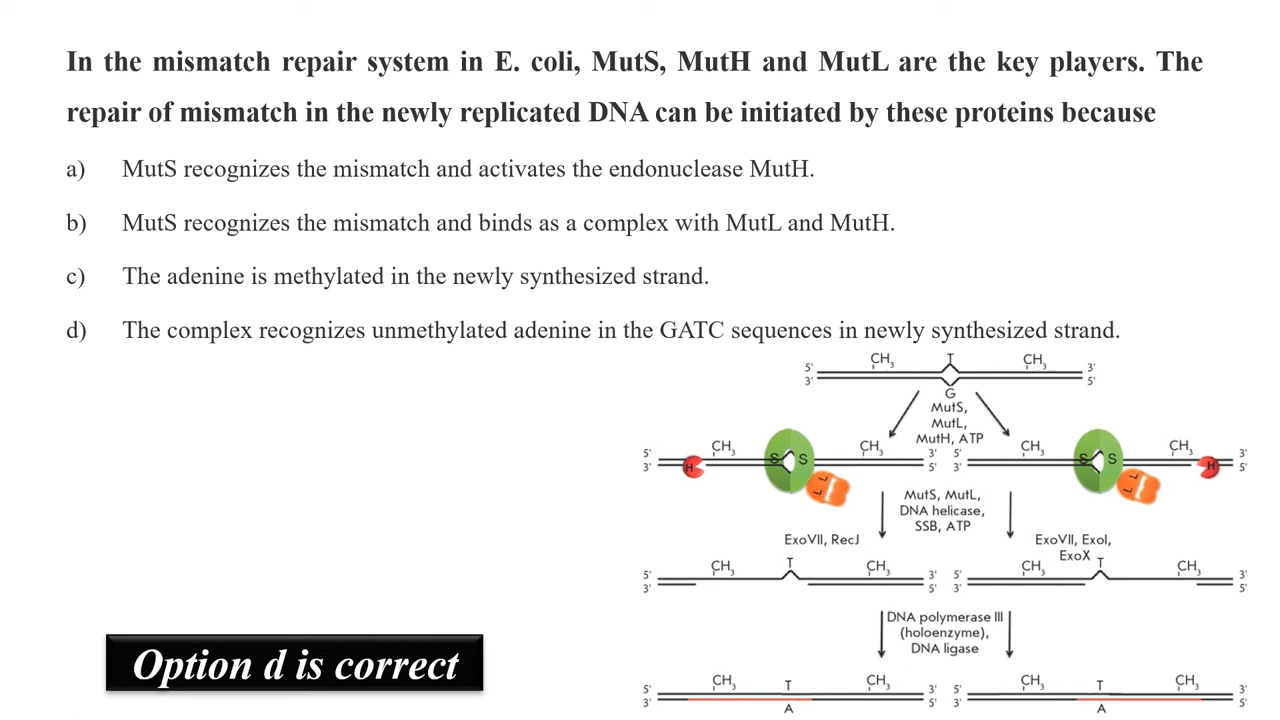 In the mismatch repair system in E. coli, MutS, MutH and MutL are the key players. The
repair of mismatch in the newly replicated DNA can be initiated by these proteins because
a) MutS recognizes the mismatch and activates the endonuclease MutH.
b) MutS recognizes the mismatch and binds as a complex with MutL and MutH.
c) The adenine is methylated in the newly synthesized strand.
d) The complex recognizes unmethylated adenine in the GATC sequences in newly synthesized strand.
CH3 T CH3
5' 3'
3' 5'
G
MutS,
MutL,
MutH, ATP
CH3 CH3 CH3 CH3
5' S S 3' 5' S S 3'
3' H 5' 3' H 5'
L L L L
MutS, MutL,
DNA helicase,
SSB, ATP
ExoVII, RecJ ExoVII, ExoI,
ExoX
CH3 T CH3 CH3 T CH3
5' 3' 5' 3'
3' 5' 3' 5'
DNA polymerase III
(holoenzyme),
DNA ligase
CH3 T CH3 CH3 T CH3
5' 3' 5' 3'
3' 5' 3' 5'
A A
Option d is correct